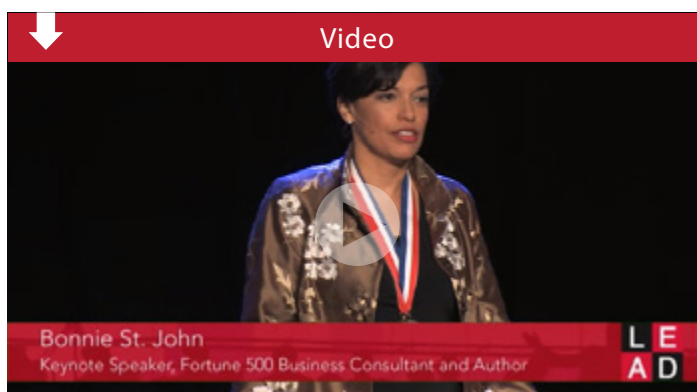 Video
Bonnie St. John
Keynote Speaker, Fortune 500 Business Consultant and Author
L E
A D